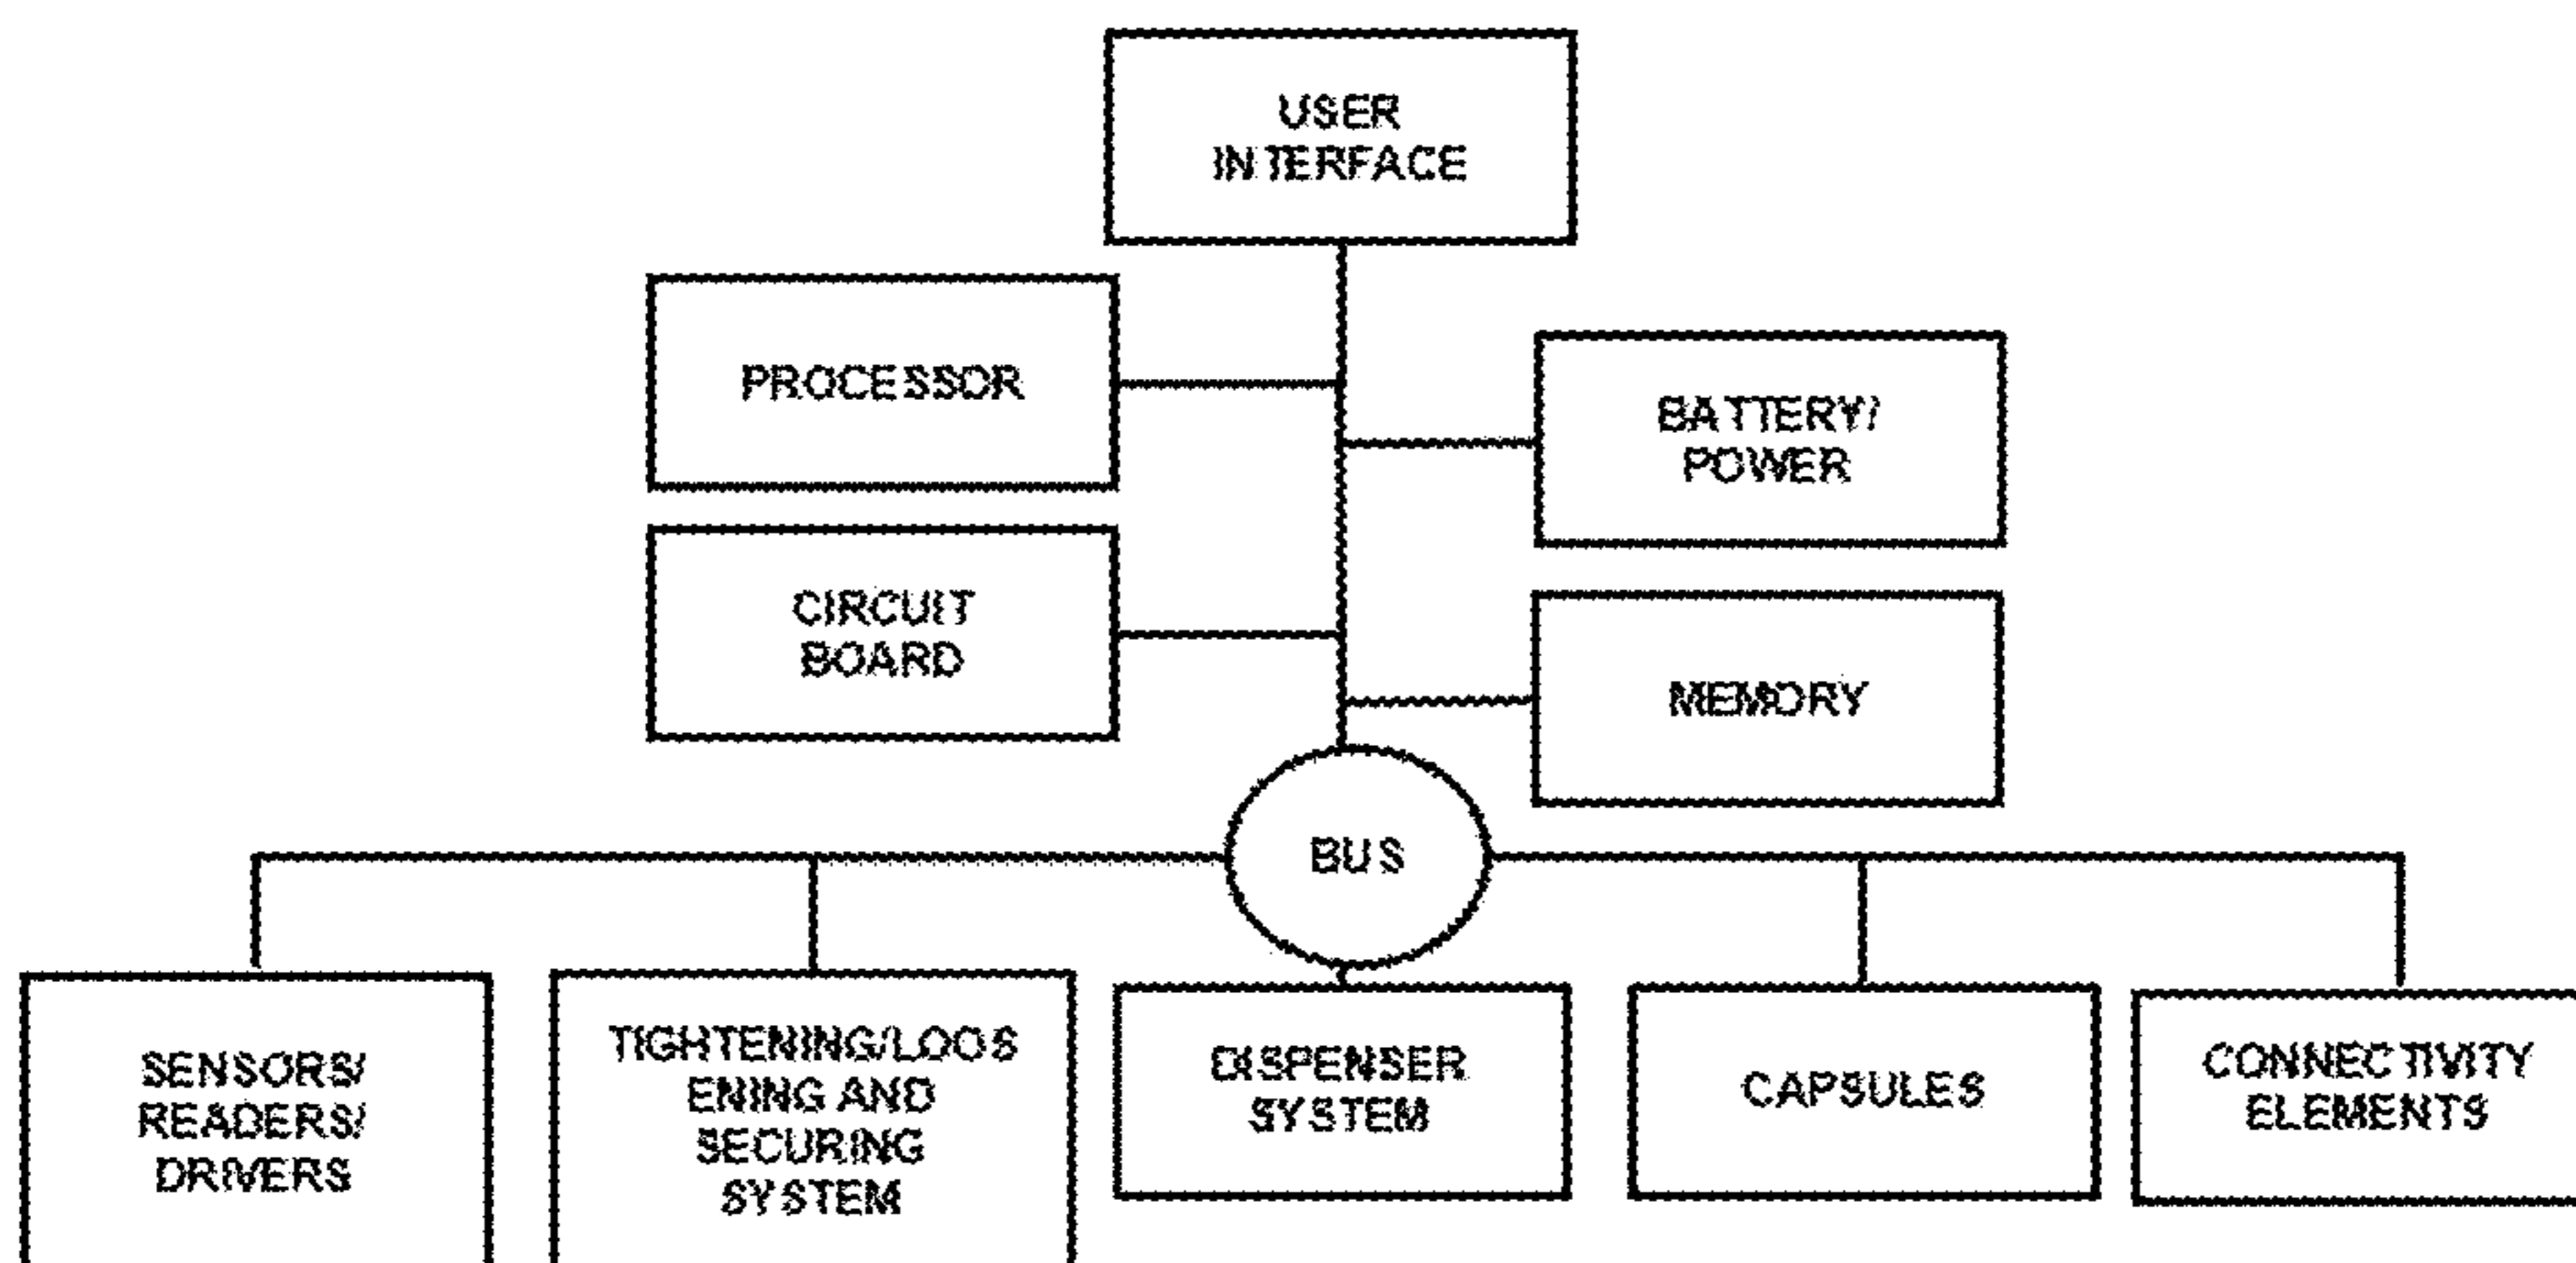 USER
INTERFACE
PROCESSOR
BATTERY/
POWER
CIRCUIT
BOARD
MEMORY
BUS
SENSORS/
READERS/
DRIVERS
TIGHTENING/LOOS
ENING AND
SECURING
SYSTEM
DISPENSER
SYSTEM
CAPSULES
CONNECTIVITY
ELEMENTS